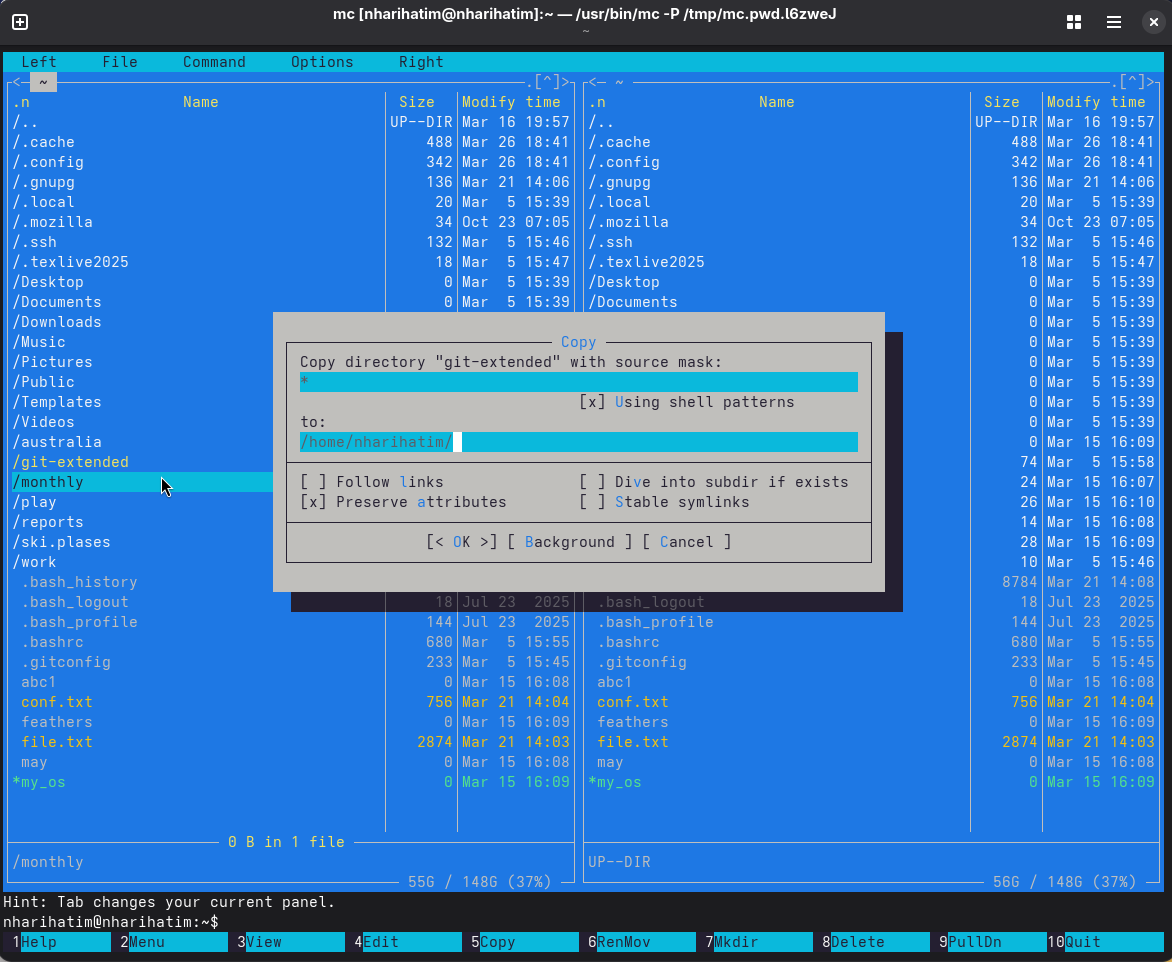 mc [nharihatim@nharihatim]:~ — /usr/bin/mc -P /tmp/mc.pwd.l6zweJ
~
Left File Command Options Right
<─ ~ ─.[^]> <─ ~ ─.[^]>
.n Name Size Modify time .n Name Size Modify time
/.. UP--DIR Mar 16 19:57 /.. UP--DIR Mar 16 19:57
/.cache 488 Mar 26 18:41 /.cache 488 Mar 26 18:41
/.config 342 Mar 26 18:41 /.config 342 Mar 26 18:41
/.gnupg 136 Mar 21 14:06 /.gnupg 136 Mar 21 14:06
/.local 20 Mar 5 15:39 /.local 20 Mar 5 15:39
/.mozilla 34 Oct 23 07:05 /.mozilla 34 Oct 23 07:05
/.ssh 132 Mar 5 15:46 /.ssh 132 Mar 5 15:46
/.texlive2025 18 Mar 5 15:47 /.texlive2025 18 Mar 5 15:47
/Desktop 0 Mar 5 15:39 /Desktop 0 Mar 5 15:39
/Documents 0 Mar 5 15:39 /Documents 0 Mar 5 15:39
/Downloads 0 Mar 5 15:39
/Music Copy 0 Mar 5 15:39
/Pictures Copy directory "git-extended" with source mask: 0 Mar 5 15:39
/Public * 0 Mar 5 15:39
/Templates [x] Using shell patterns 0 Mar 5 15:39
/Videos to: 0 Mar 5 15:39
/australia /home/nharihatim/ 0 Mar 15 16:09
/git-extended 74 Mar 5 15:58
/monthly [ ] Follow links [ ] Dive into subdir if exists 24 Mar 15 16:07
/play [x] Preserve attributes [ ] Stable symlinks 26 Mar 15 16:10
/reports 14 Mar 15 16:08
/ski.plases [< OK >] [ Background ] [ Cancel ] 28 Mar 15 16:09
/work 10 Mar 5 15:46
.bash_history 8784 Mar 21 14:08
.bash_logout 18 Jul 23 2025 .bash_logout 18 Jul 23 2025
.bash_profile 144 Jul 23 2025 .bash_profile 144 Jul 23 2025
.bashrc 680 Mar 5 15:55 .bashrc 680 Mar 5 15:55
.gitconfig 233 Mar 5 15:45 .gitconfig 233 Mar 5 15:45
abc1 0 Mar 15 16:08 abc1 0 Mar 15 16:08
conf.txt 756 Mar 21 14:04 conf.txt 756 Mar 21 14:04
feathers 0 Mar 15 16:09 feathers 0 Mar 15 16:09
file.txt 2874 Mar 21 14:03 file.txt 2874 Mar 21 14:03
may 0 Mar 15 16:08 may 0 Mar 15 16:08
*my_os 0 Mar 15 16:09 *my_os 0 Mar 15 16:09
0 B in 1 file
/monthly UP--DIR
55G / 148G (37%) 56G / 148G (37%)
Hint: Tab changes your current panel.
nharihatim@nharihatim:~$
1Help 2Menu 3View 4Edit 5Copy 6RenMov 7Mkdir 8Delete 9PullDn 10Quit